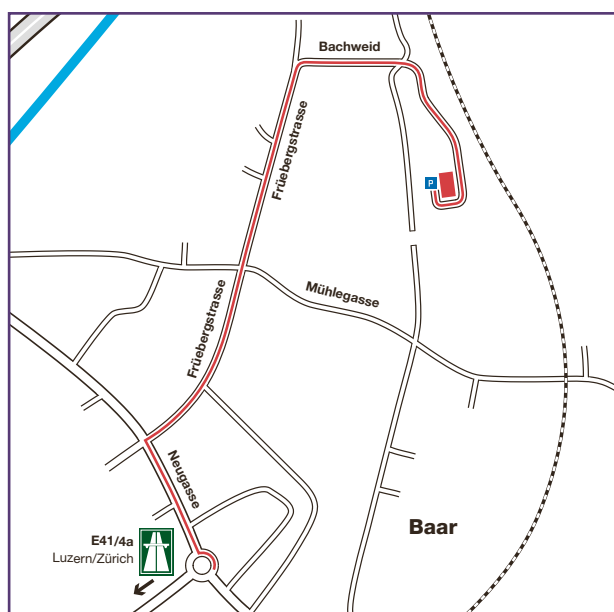 Bachweid
Früebergstrasse
P
Mühlegasse
Früebergstrasse
Neugasse
E41/4a
Luzern/Zürich
Baar